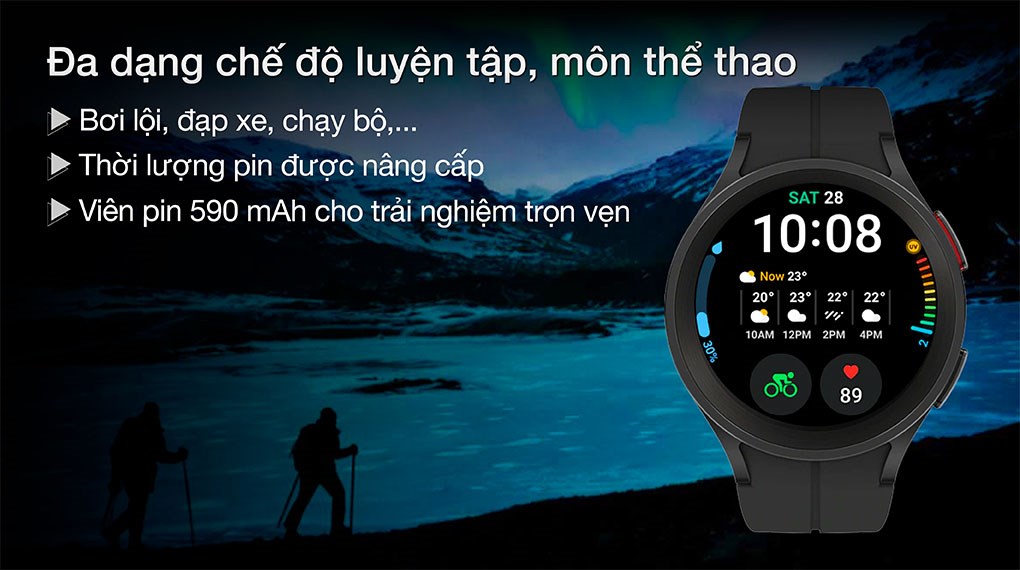 Đa dạng chế độ luyện tập, môn thể thao
Bơi lội, đạp xe, chạy bộ,...
Thời lượng pin được nâng cấp
Viên pin 590 mAh cho trải nghiệm trọn vẹn
SAT 28
10:08
UV
Now 23°
20° 23° 22° 22°
10AM 12PM 2PM 4PM
30%
2
89